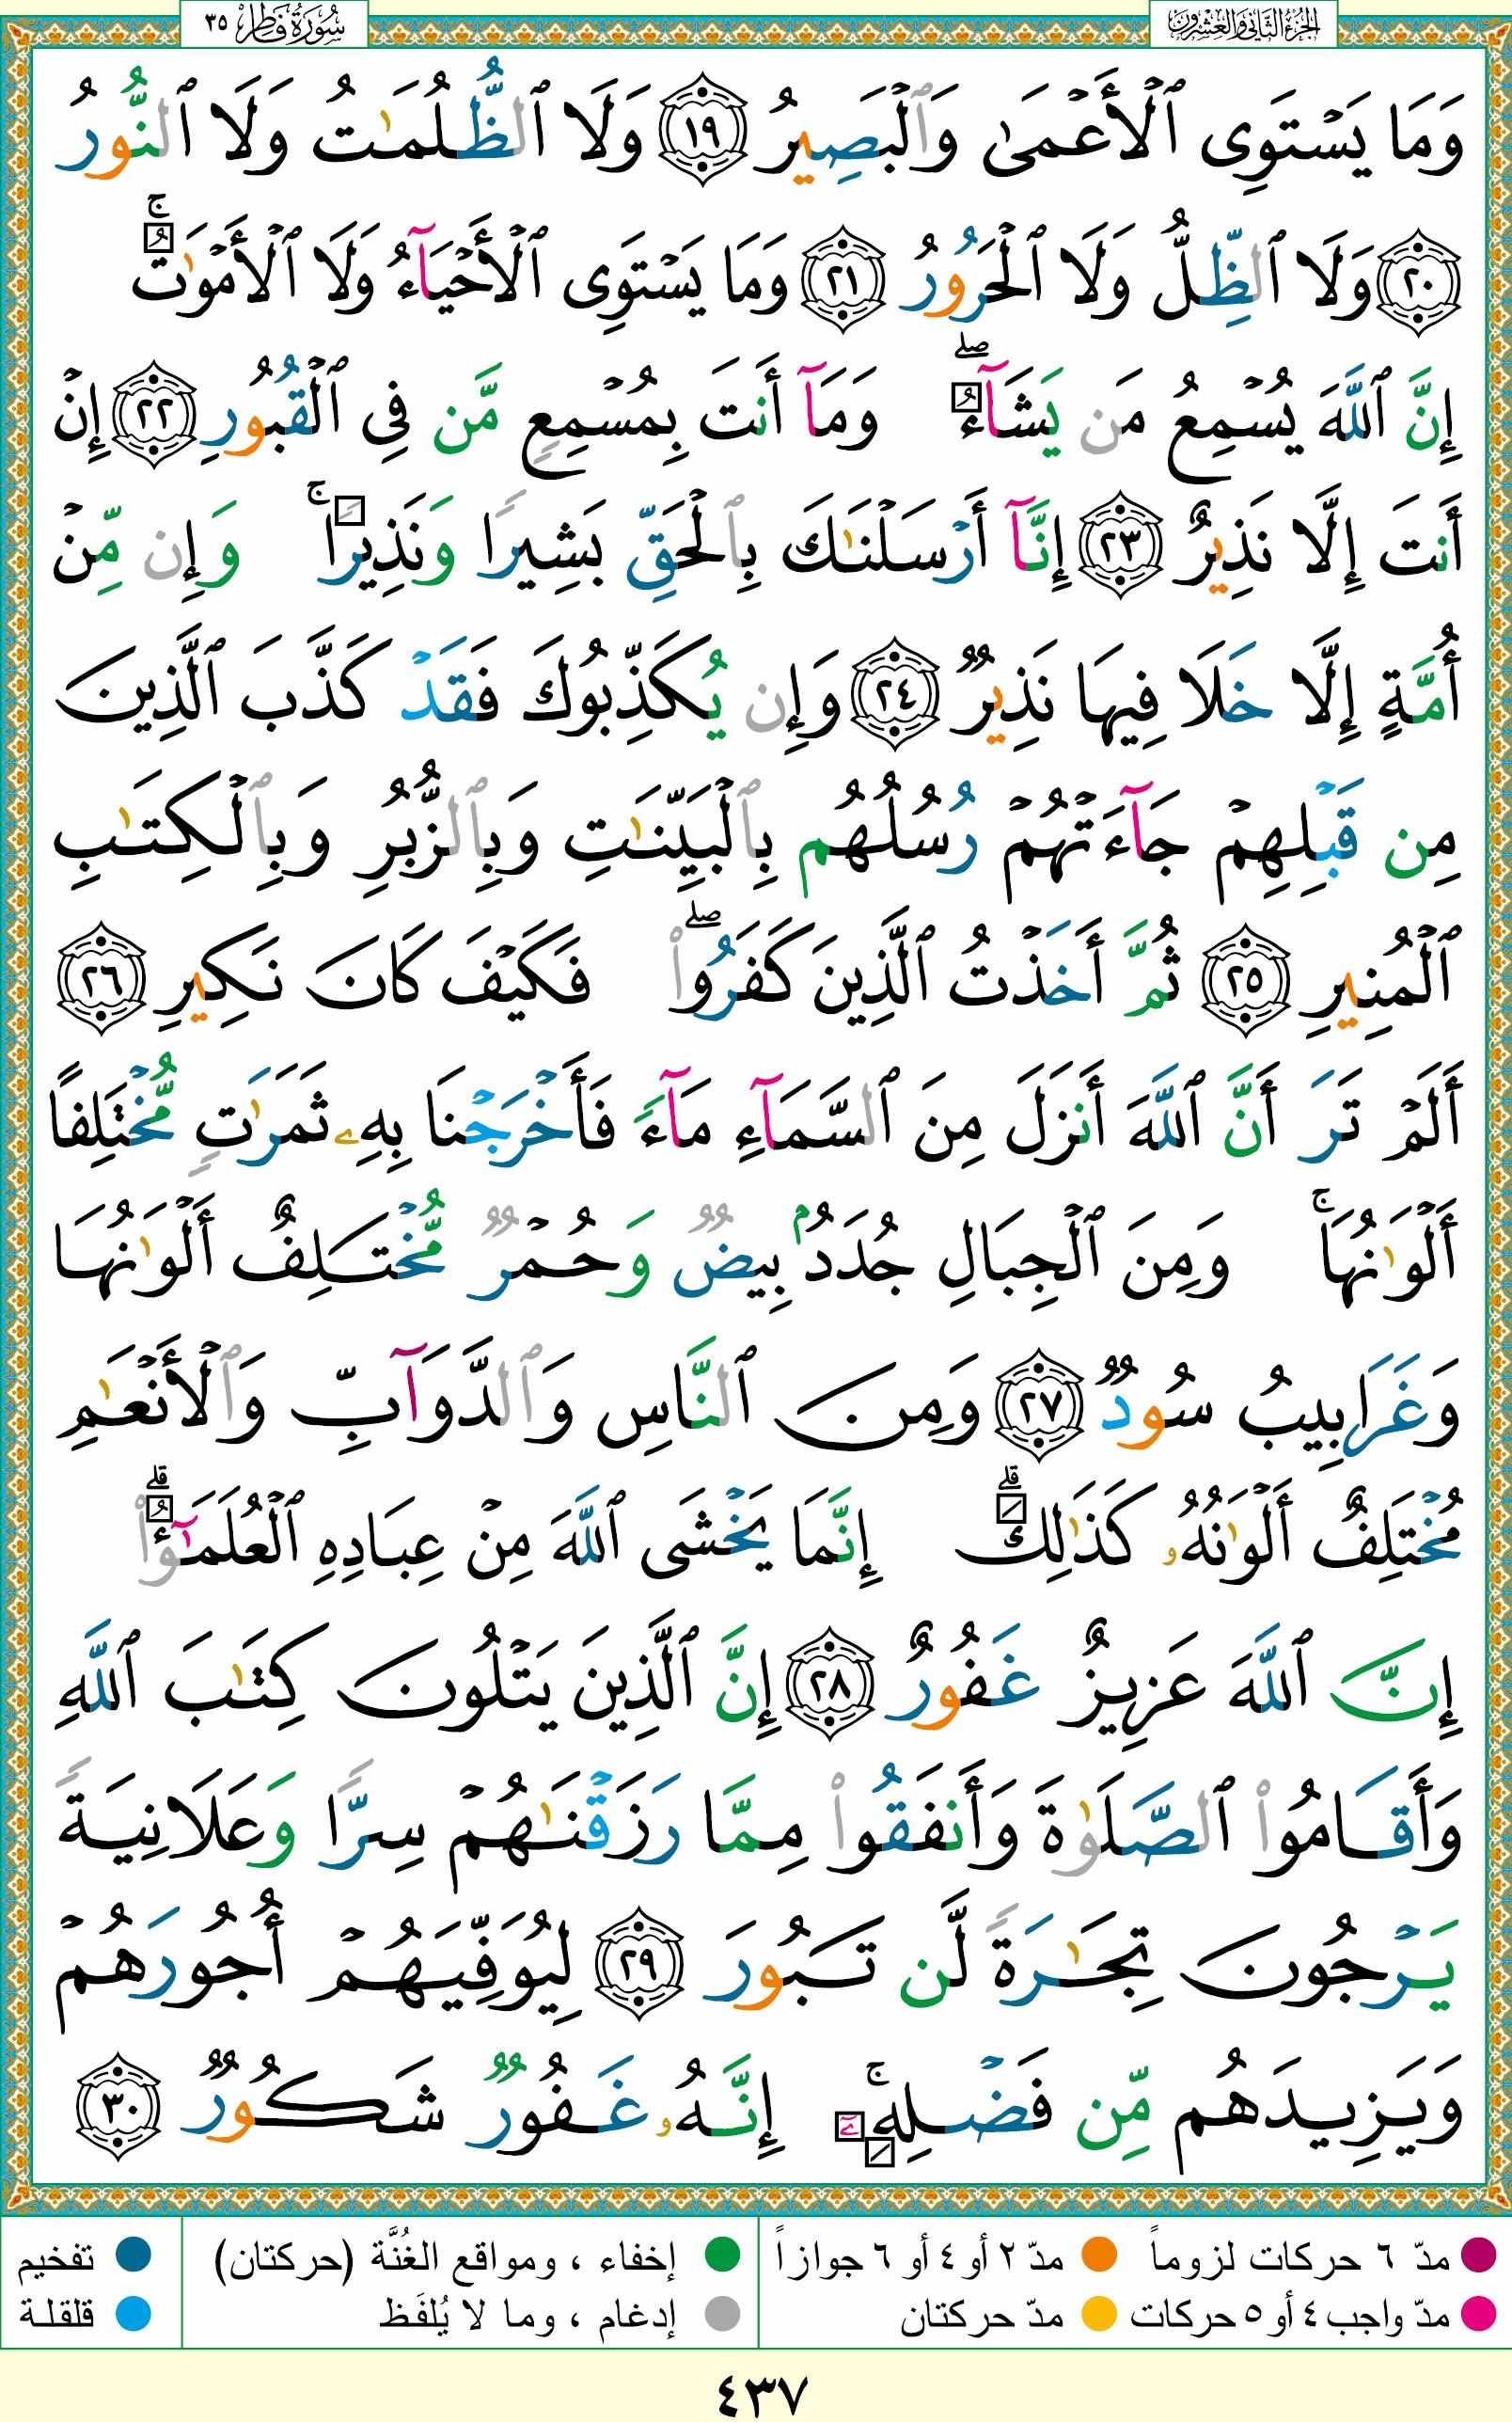 الجزء الثاني والعشرون
سورة فاطر ٣٥
وَمَا يَسْتَوِى ٱلْأَعْمَىٰ وَٱلْبَصِيرُ ١٩ وَلَا ٱلظُّلُمَـٰتُ وَلَا ٱلنُّورُ
٢٠ وَلَا ٱلظِّلُّ وَلَا ٱلْحَرُورُ ٢١ وَمَا يَسْتَوِى ٱلْأَحْيَآءُ وَلَا ٱلْأَمْوَٰتُ ۚ
إِنَّ ٱللَّهَ يُسْمِعُ مَن يَشَآءُ ۖ وَمَآ أَنتَ بِمُسْمِعٍ مَّن فِى ٱلْقُبُورِ ٢٢ إِنْ
أَنتَ إِلَّا نَذِيرٌ ٢٣ إِنَّآ أَرْسَلْنَـٰكَ بِٱلْحَقِّ بَشِيرًا وَنَذِيرًا ۚ وَإِن مِّنْ
أُمَّةٍ إِلَّا خَلَا فِيهَا نَذِيرٌ ٢٤ وَإِن يُكَذِّبُوكَ فَقَدْ كَذَّبَ ٱلَّذِينَ
مِن قَبْلِهِمْ جَآءَتْهُمْ رُسُلُهُم بِٱلْبَيِّنَـٰتِ وَبِٱلزُّبُرِ وَبِٱلْكِتَـٰبِ
ٱلْمُنِيرِ ٢٥ ثُمَّ أَخَذْتُ ٱلَّذِينَ كَفَرُوا۟ ۖ فَكَيْفَ كَانَ نَكِيرِ ٢٦
أَلَمْ تَرَ أَنَّ ٱللَّهَ أَنزَلَ مِنَ ٱلسَّمَآءِ مَآءً فَأَخْرَجْنَا بِهِۦ ثَمَرَٰتٍ مُّخْتَلِفًا
أَلْوَٰنُهَا ۚ وَمِنَ ٱلْجِبَالِ جُدَدٌۢ بِيضٌ وَحُمْرٌ مُّخْتَلِفٌ أَلْوَٰنُهَا
وَغَرَابِيبُ سُودٌ ٢٧ وَمِنَ ٱلنَّاسِ وَٱلدَّوَآبِّ وَٱلْأَنْعَـٰمِ
مُخْتَلِفٌ أَلْوَٰنُهُۥ كَذَٰلِكَ ۗ إِنَّمَا يَخْشَى ٱللَّهَ مِنْ عِبَادِهِ ٱلْعُلَمَـٰٓؤُا۟ ۗ
إِنَّ ٱللَّهَ عَزِيزٌ غَفُورٌ ٢٨ إِنَّ ٱلَّذِينَ يَتْلُونَ كِتَـٰبَ ٱللَّهِ
وَأَقَامُوا۟ ٱلصَّلَوٰةَ وَأَنفَقُوا۟ مِمَّا رَزَقْنَـٰهُمْ سِرًّا وَعَلَانِيَةً
يَرْجُونَ تِجَـٰرَةً لَّن تَبُورَ ٢٩ لِيُوَفِّيَهُمْ أُجُورَهُمْ
وَيَزِيدَهُم مِّن فَضْلِهِۦٓ ۚ إِنَّهُۥ غَفُورٌ شَكُورٌ ٣٠
مدّ ٦ حركات لزوماً مدّ ٢ أو ٤ أو ٦ جوازاً إخفاء ، ومواقع الغُنَّة (حركتان) تفخيم
مدّ واجب ٤ أو ٥ حركات مدّ حركتان إدغام ، وما لا يُلفَظ قلقلة
٤٣٧